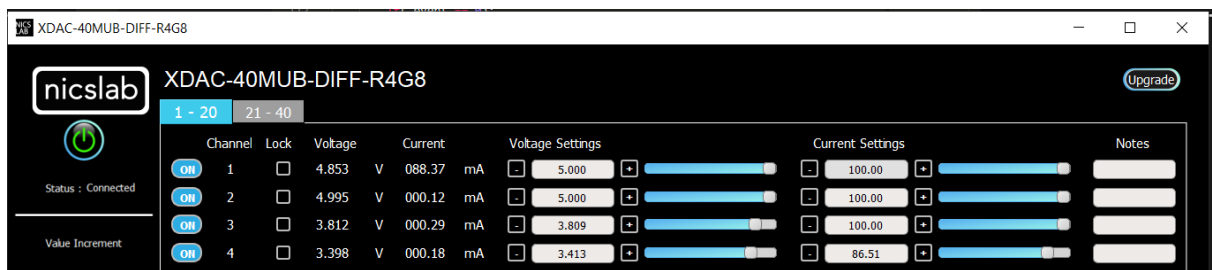 NICS LAB XDAC-40MUB-DIFF-R4G8
nicslab XDAC-40MUB-DIFF-R4G8 Upgrade
1 - 20 21 - 40
Channel Lock Voltage Current Voltage Settings Current Settings Notes
ON 1 4.853 V 088.37 mA - 5.000 + - 100.00 +
Status : Connected
ON 2 4.995 V 000.12 mA - 5.000 + - 100.00 +
ON 3 3.812 V 000.29 mA - 3.809 + - 100.00 +
Value Increment
ON 4 3.398 V 000.18 mA - 3.413 + - 86.51 +